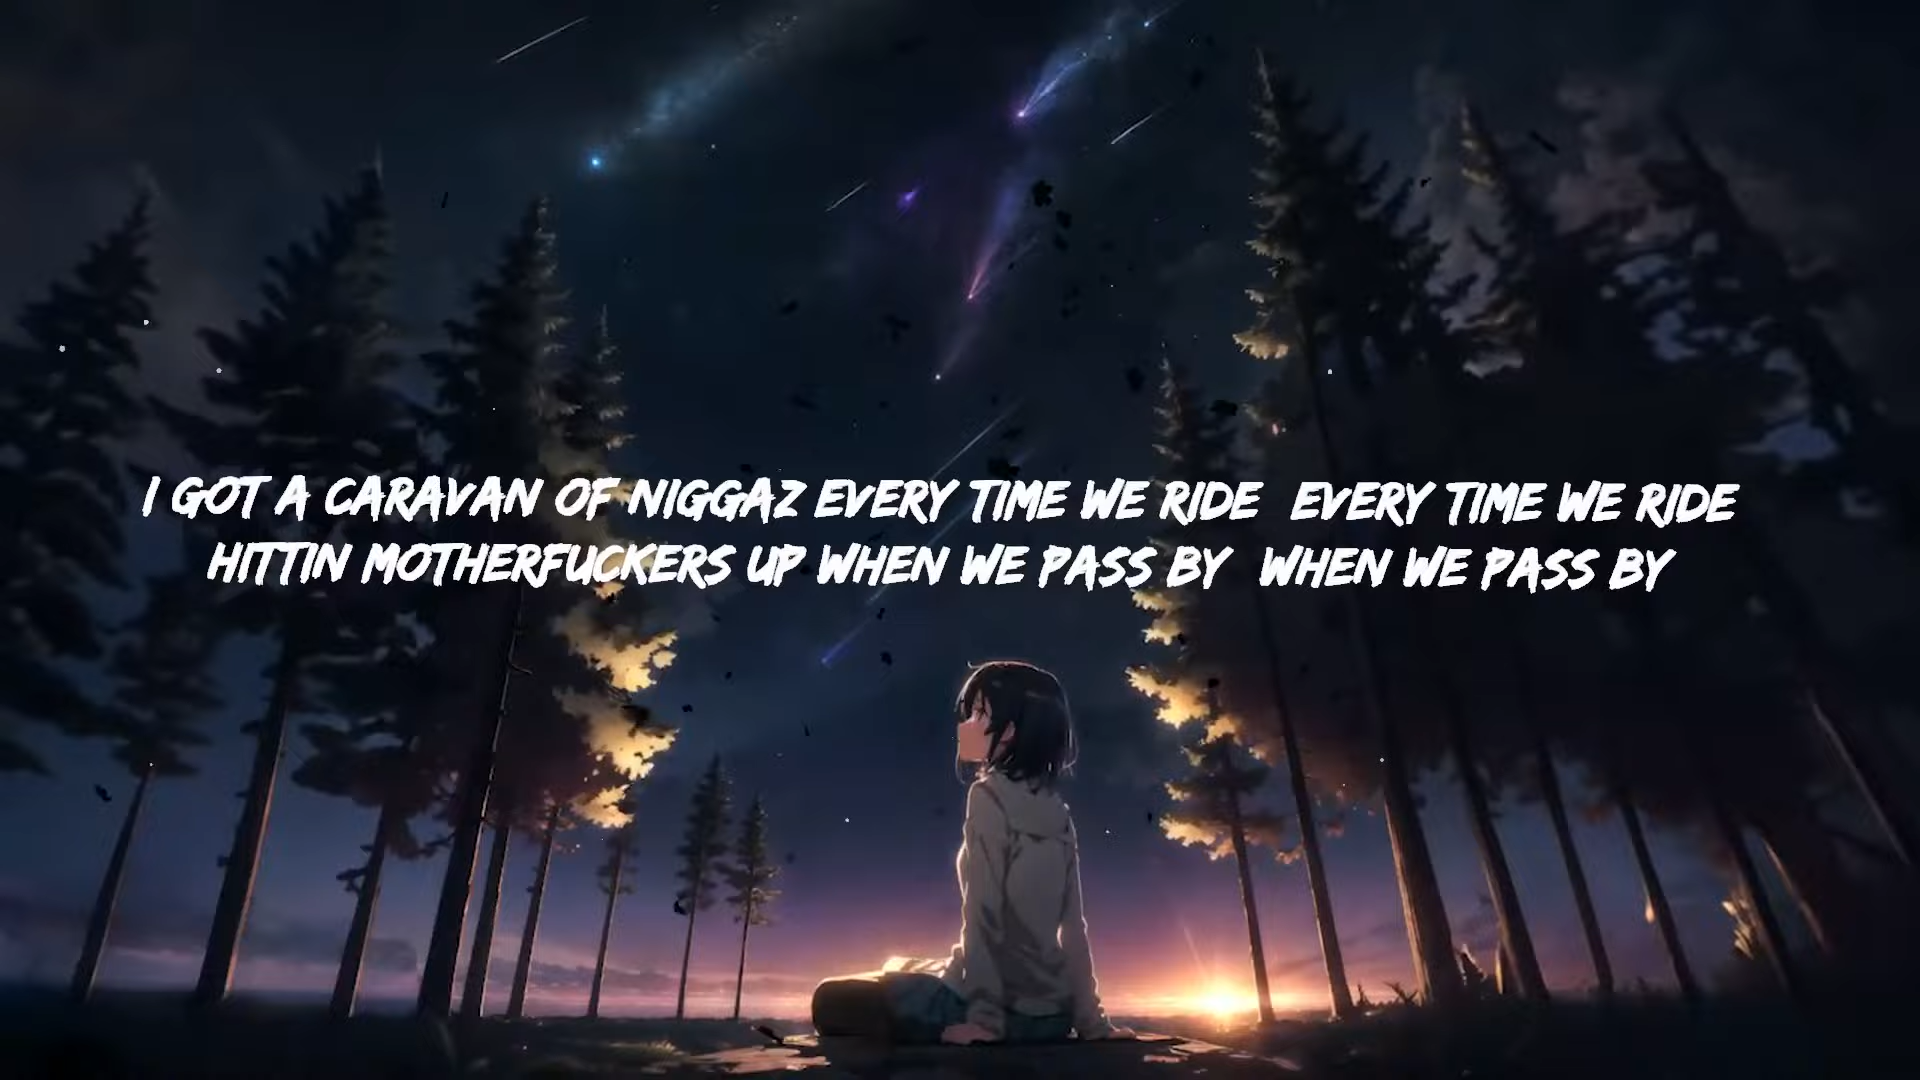 I GOT A CARAVAN OF NIGGAZ EVERY TIME WE RIDE EVERY TIME WE RIDE
HITTIN MOTHERFUCKERS UP WHEN WE PASS BY WHEN WE PASS BY